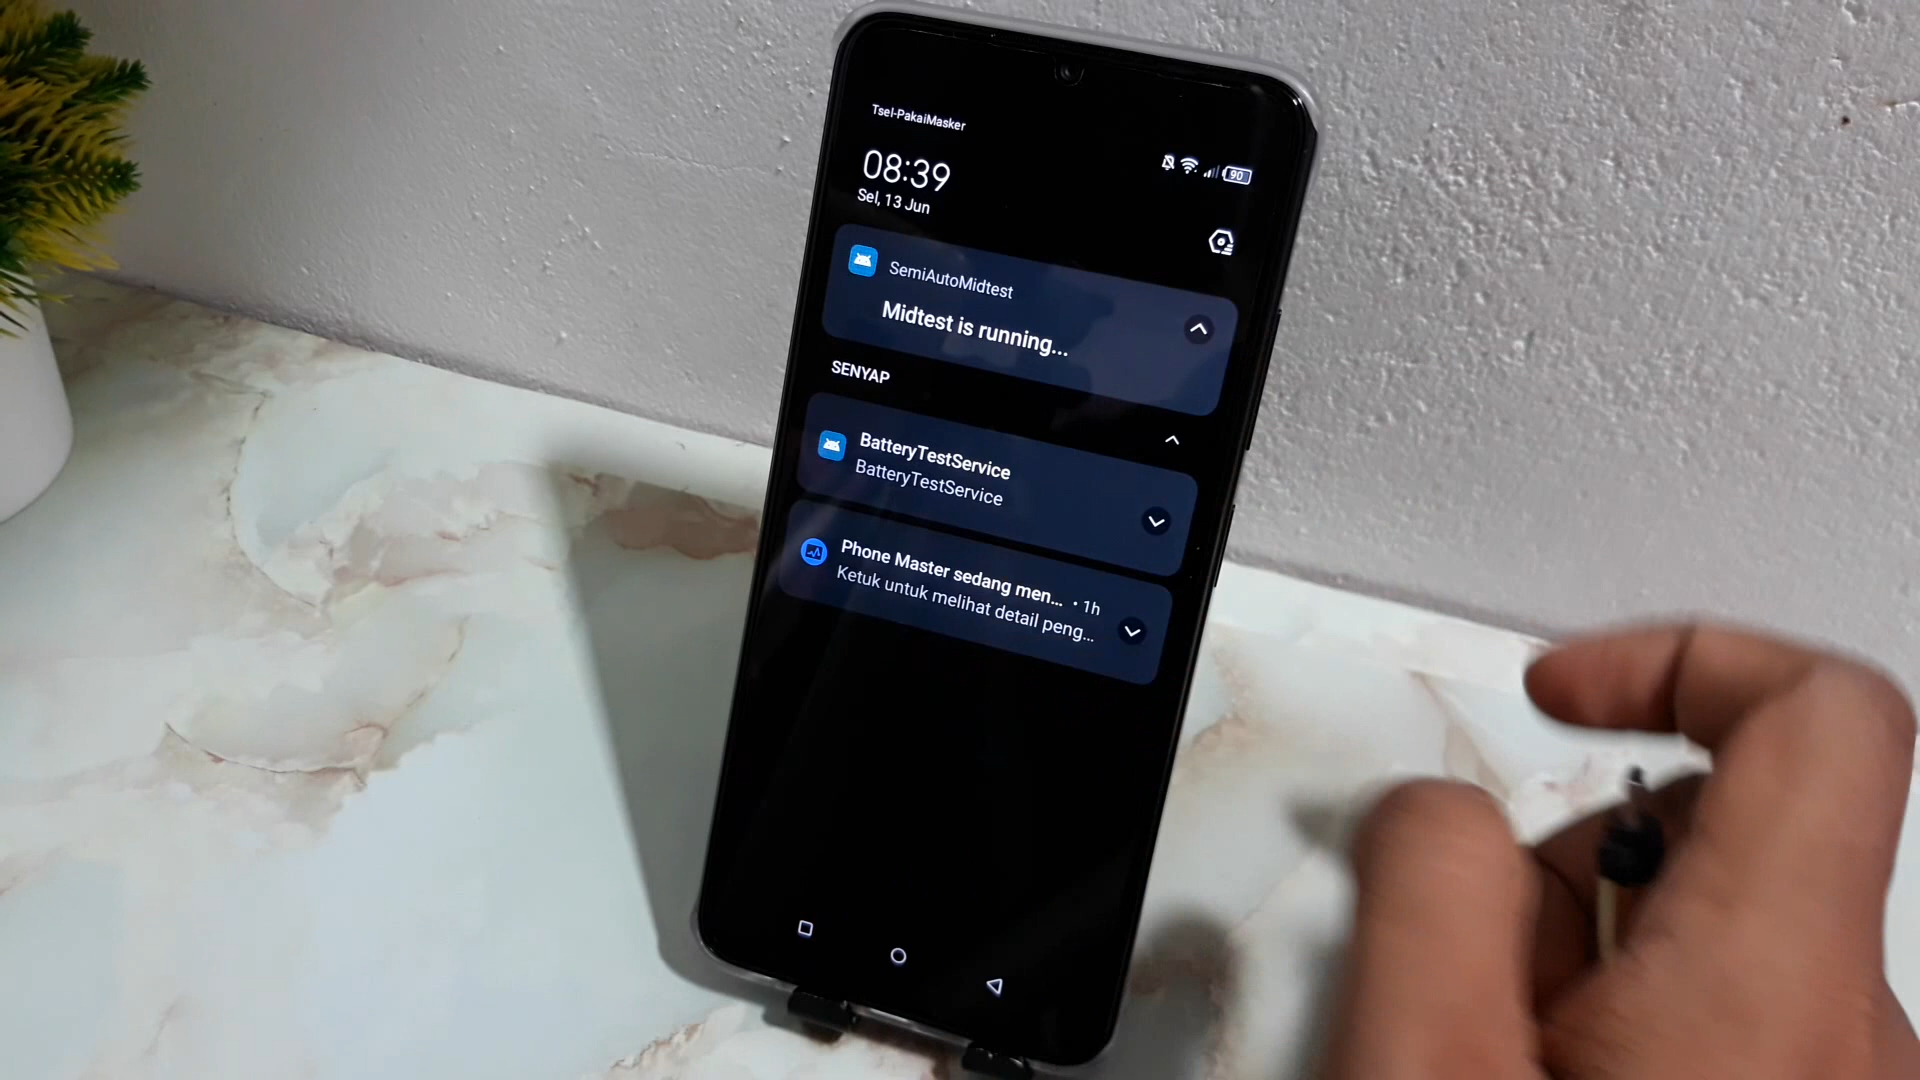 Tsel-PakaiMasker
08:39
90
Sel, 13 Jun
SemiAutoMidtest
Midtest is running...
SENYAP
BatteryTestService
BatteryTestService
Phone Master sedang men... • 1h
Ketuk untuk melihat detail peng...